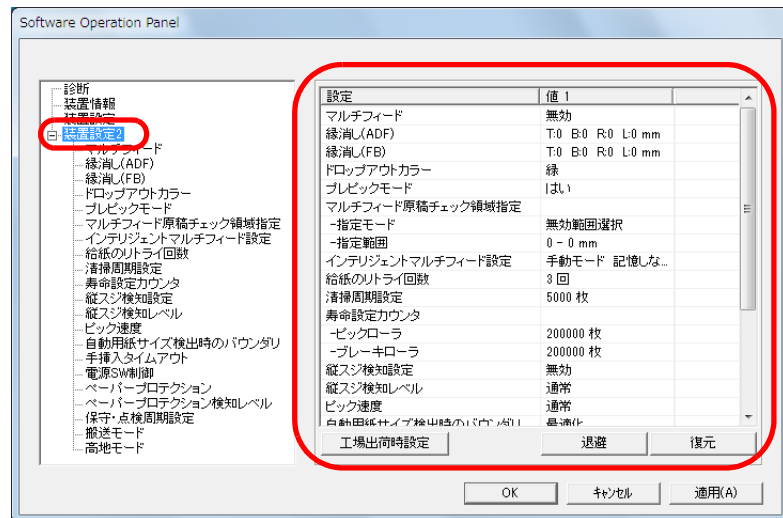 Software Operation Panel
診断
装置情報
装置設定
装置設定2
マルチフィード
縁消し(ADF)
縁消し(FB)
ドロップアウトカラー
プレピックモード
マルチフィード原稿チェック領域指定
インテリジェントマルチフィード設定
給紙のリトライ回数
清掃周期設定
寿命設定カウンタ
縦スジ検知設定
縦スジ検知レベル
ピック速度
自動用紙サイズ検出時のバウンダリ
手挿入タイムアウト
電源SW制御
ペーパープロテクション
ペーパープロテクション検知レベル
保守・点検周期設定
搬送モード
高地モード
設定 値 1
マルチフィード 無効
縁消し(ADF) T:0 B:0 R:0 L:0 mm
縁消し(FB) T:0 B:0 R:0 L:0 mm
ドロップアウトカラー 緑
プレピックモード はい
マルチフィード原稿チェック領域指定
-指定モード 無効範囲選択
-指定範囲 0 - 0 mm
インテリジェントマルチフィード設定 手動モード 記憶しな...
給紙のリトライ回数 3 回
清掃周期設定 5000 枚
寿命設定カウンタ
-ピックローラ 200000 枚
-ブレーキローラ 200000 枚
縦スジ検知設定 無効
縦スジ検知レベル 通常
ピック速度 通常
自動用紙サイズ検出時のバウンダリ 最適化
工場出荷時設定 退避 復元
OK キャンセル 適用(A)